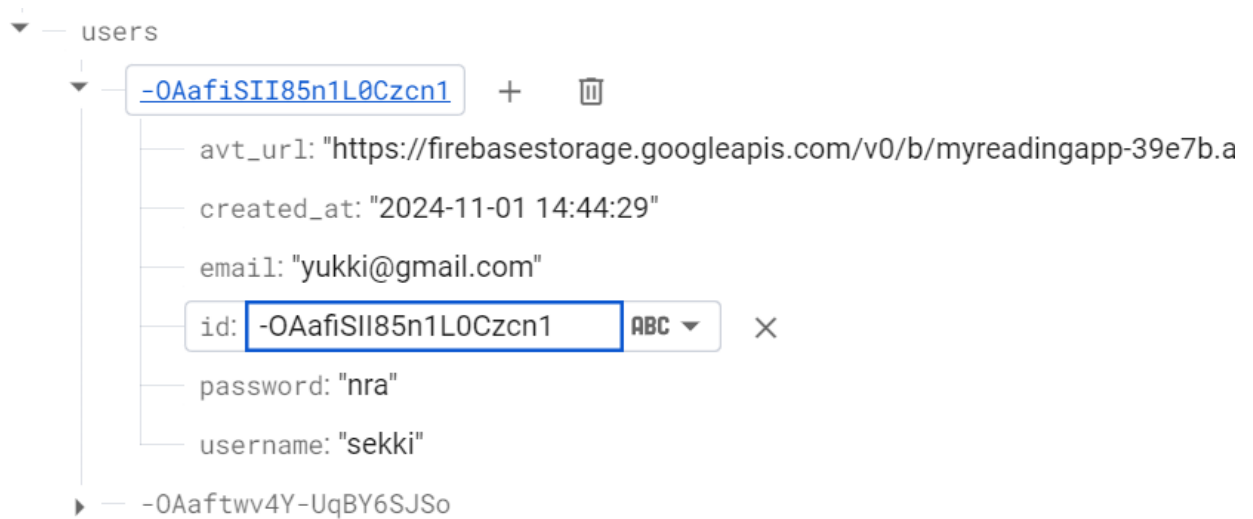 users
-OAafiSII85n1L0Czcn1
avt_url: "https://firebasestorage.googleapis.com/v0/b/myreadingapp-39e7b.a
created_at: "2024-11-01 14:44:29"
email: "yukki@gmail.com"
id: -OAafiSII85n1L0Czcn1 ABC
password: "nra"
username: "sekki"
-OAaftwv4Y-UqBY6SJSo